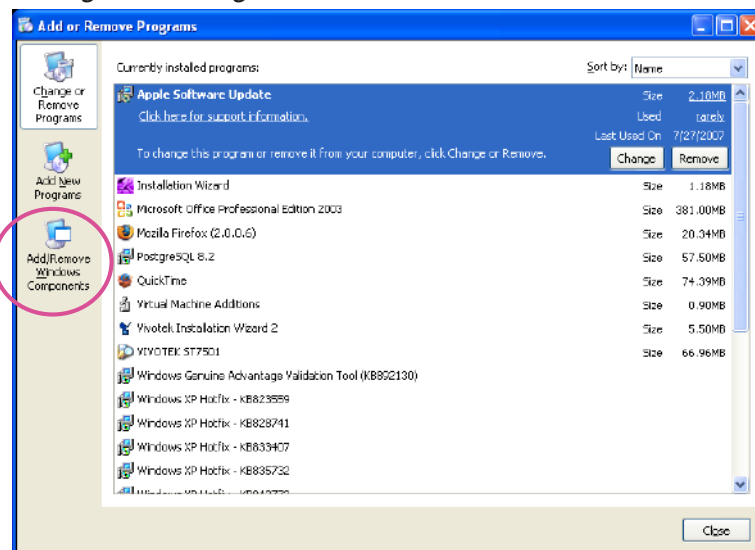 Add or Remove Programs
Change or
Remove
Programs
Add New
Programs
Add/Remove
Windows
Components
Currently installed programs:
Sort by: Name
Apple Software Update Size 2.18MB
Click here for support information. Used rarely
Last Used On 7/27/2007
To change this program or remove it from your computer, click Change or Remove. Change Remove
Installation Wizard Size 1.18MB
Microsoft Office Professional Edition 2003 Size 381.00MB
Mozilla Firefox (2.0.0.6) Size 20.34MB
PostgreSQL 8.2 Size 57.50MB
QuickTime Size 74.39MB
Virtual Machine Additions Size 0.90MB
Vivotek Installation Wizard 2 Size 5.50MB
VIVOTEK ST7501 Size 66.96MB
Windows Genuine Advantage Validation Tool (KB892130)
Windows XP Hotfix - KB823559
Windows XP Hotfix - KB828741
Windows XP Hotfix - KB833407
Windows XP Hotfix - KB835732
Close